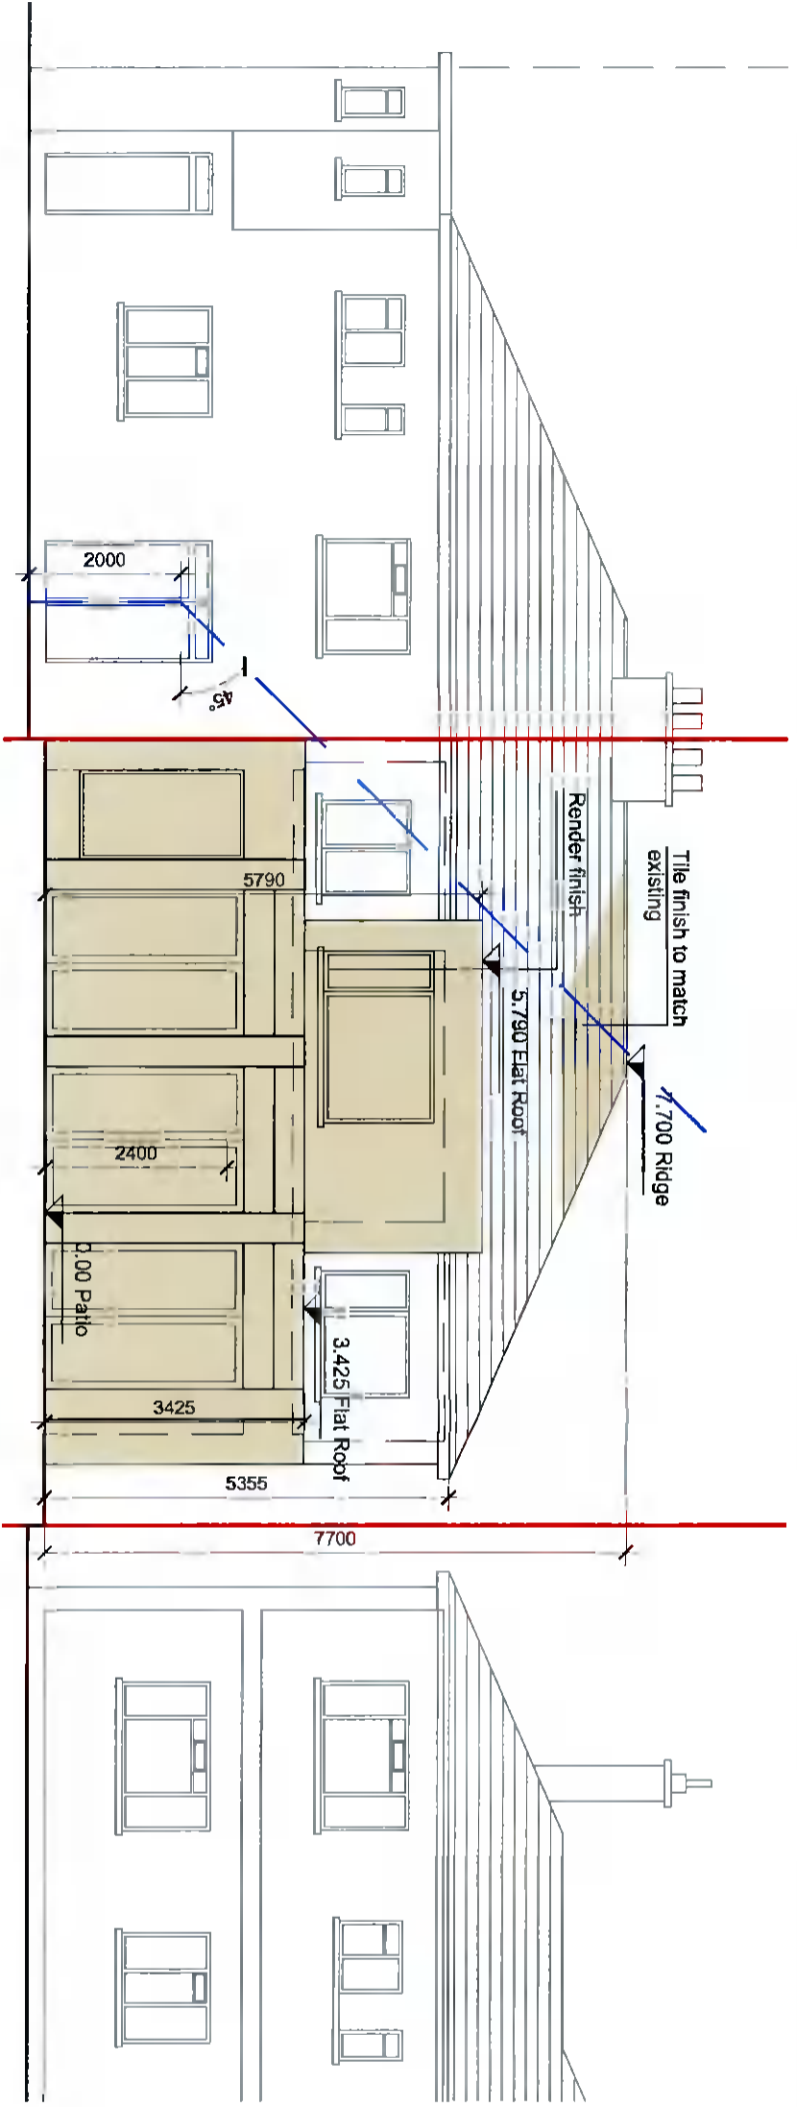 Tile finish to match
existing
Render finish
7.700 Ridge
5.790 Flat Roof
3.425 Flat Roof
0.00 Patio
2000
45°
5790
2400
3425
5355
7700